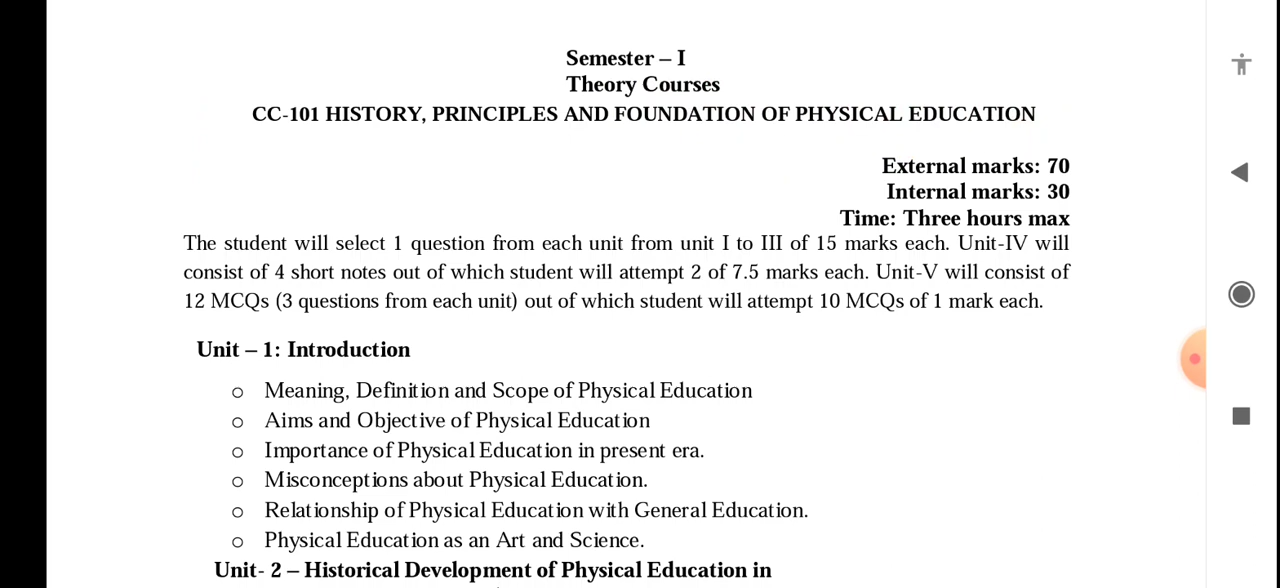 Semester – I
Theory Courses
CC-101 HISTORY, PRINCIPLES AND FOUNDATION OF PHYSICAL EDUCATION
External marks: 70
Internal marks: 30
Time: Three hours max
The student will select 1 question from each unit from unit I to III of 15 marks each. Unit-IV will
consist of 4 short notes out of which student will attempt 2 of 7.5 marks each. Unit-V will consist of
12 MCQs (3 questions from each unit) out of which student will attempt 10 MCQs of 1 mark each.
Unit – 1: Introduction
o Meaning, Definition and Scope of Physical Education
o Aims and Objective of Physical Education
o Importance of Physical Education in present era.
o Misconceptions about Physical Education.
o Relationship of Physical Education with General Education.
o Physical Education as an Art and Science.
Unit- 2 – Historical Development of Physical Education in